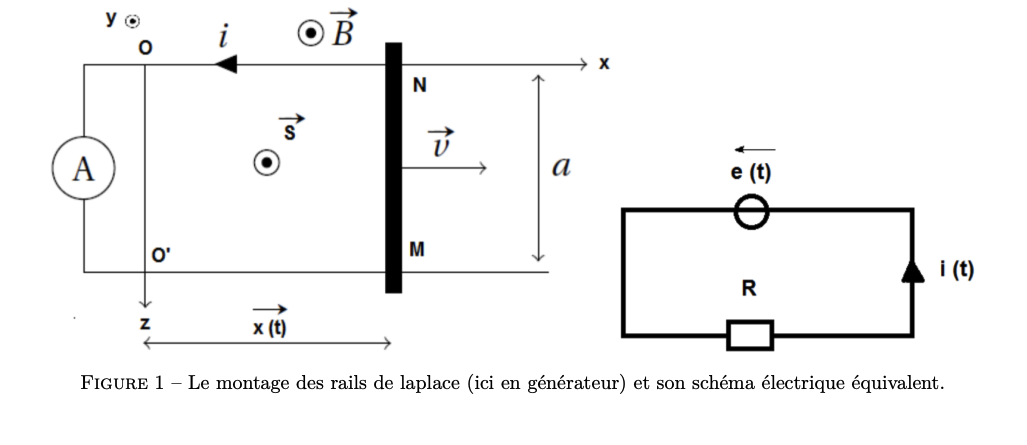 y
O
i
B
x
N
S
v
A
a
e (t)
O'
M
i (t)
R
z
x (t)
FIGURE 1 – Le montage des rails de laplace (ici en générateur) et son schéma électrique équivalent.